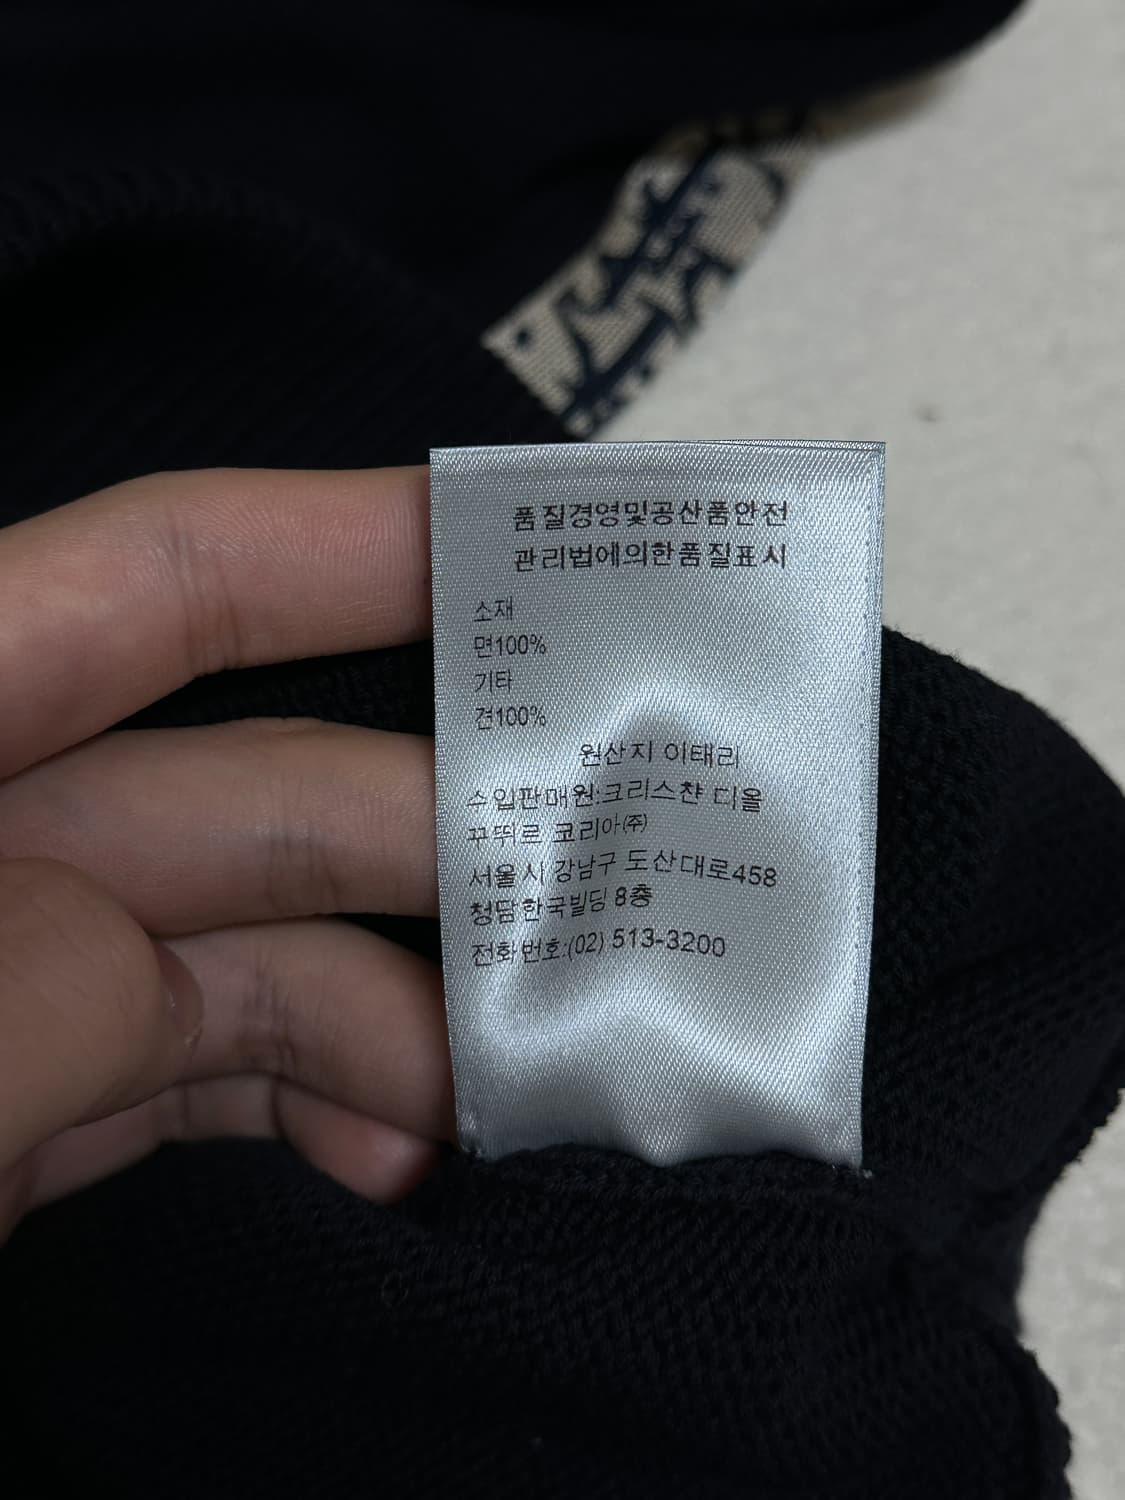 품질경영및공산품안전
관리법에의한품질표시
소재
면100%
기타
견100%
원산지 이태리
수입판매원:크리스챤 디올
꾸뛰르 코리아㈜
서울시 강남구 도산대로458
청담한국빌딩 8층
전화번호:(02) 513-3200